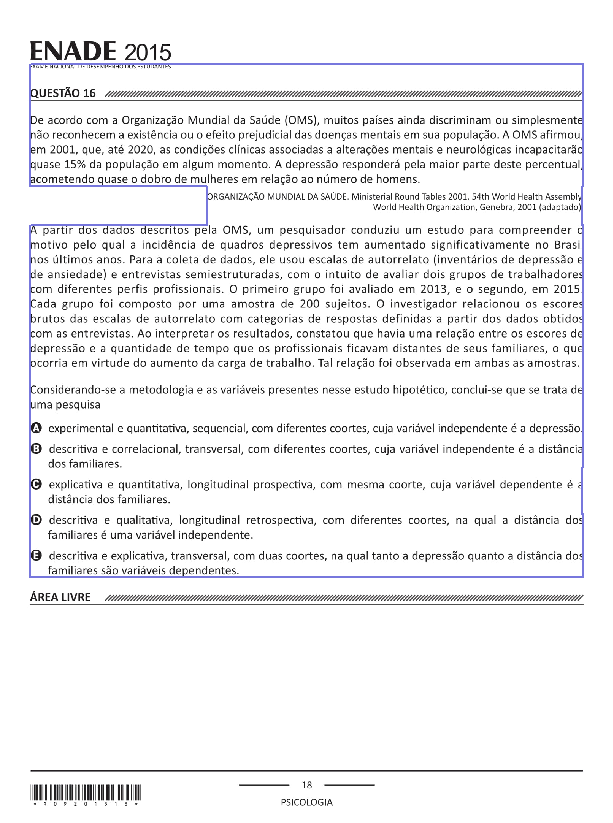 ENADE 2015
EXAME NACIONAL DE DESEMPENHO DOS ESTUDANTES
QUESTÃO 16
De acordo com a Organização Mundial da Saúde (OMS), muitos países ainda discriminam ou simplesmente
não reconhecem a existência ou o efeito prejudicial das doenças mentais em sua população. A OMS afirmou,
em 2001, que, até 2020, as condições clínicas associadas a alterações mentais e neurológicas incapacitarão
quase 15% da população em algum momento. A depressão responderá pela maior parte deste percentual,
acometendo quase o dobro de mulheres em relação ao número de homens.
ORGANIZAÇÃO MUNDIAL DA SAÚDE. Ministerial Round Tables 2001. 54th World Health Assembly
World Health Organization, Genebra, 2001 (adaptado)
A partir dos dados descritos pela OMS, um pesquisador conduziu um estudo para compreender o
motivo pelo qual a incidência de quadros depressivos tem aumentado significativamente no Brasil
nos últimos anos. Para a coleta de dados, ele usou escalas de autorrelato (inventários de depressão e
de ansiedade) e entrevistas semiestruturadas, com o intuito de avaliar dois grupos de trabalhadores
com diferentes perfis profissionais. O primeiro grupo foi avaliado em 2013, e o segundo, em 2015.
Cada grupo foi composto por uma amostra de 200 sujeitos. O investigador relacionou os escores
brutos das escalas de autorrelato com categorias de respostas definidas a partir dos dados obtidos
com as entrevistas. Ao interpretar os resultados, constatou que havia uma relação entre os escores de
depressão e a quantidade de tempo que os profissionais ficavam distantes de seus familiares, o que
ocorria em virtude do aumento da carga de trabalho. Tal relação foi observada em ambas as amostras.
Considerando-se a metodologia e as variáveis presentes nesse estudo hipotético, conclui-se que se trata de
uma pesquisa
A experimental e quantitativa, sequencial, com diferentes coortes, cuja variável independente é a depressão.
B descritiva e correlacional, transversal, com diferentes coortes, cuja variável independente é a distância
dos familiares.
C explicativa e quantitativa, longitudinal prospectiva, com mesma coorte, cuja variável dependente é a
distância dos familiares.
D descritiva e qualitativa, longitudinal retrospectiva, com diferentes coortes, na qual a distância dos
familiares é uma variável independente.
E descritiva e explicativa, transversal, com duas coortes, na qual tanto a depressão quanto a distância dos
familiares são variáveis dependentes.
ÁREA LIVRE
18
PSICOLOGIA